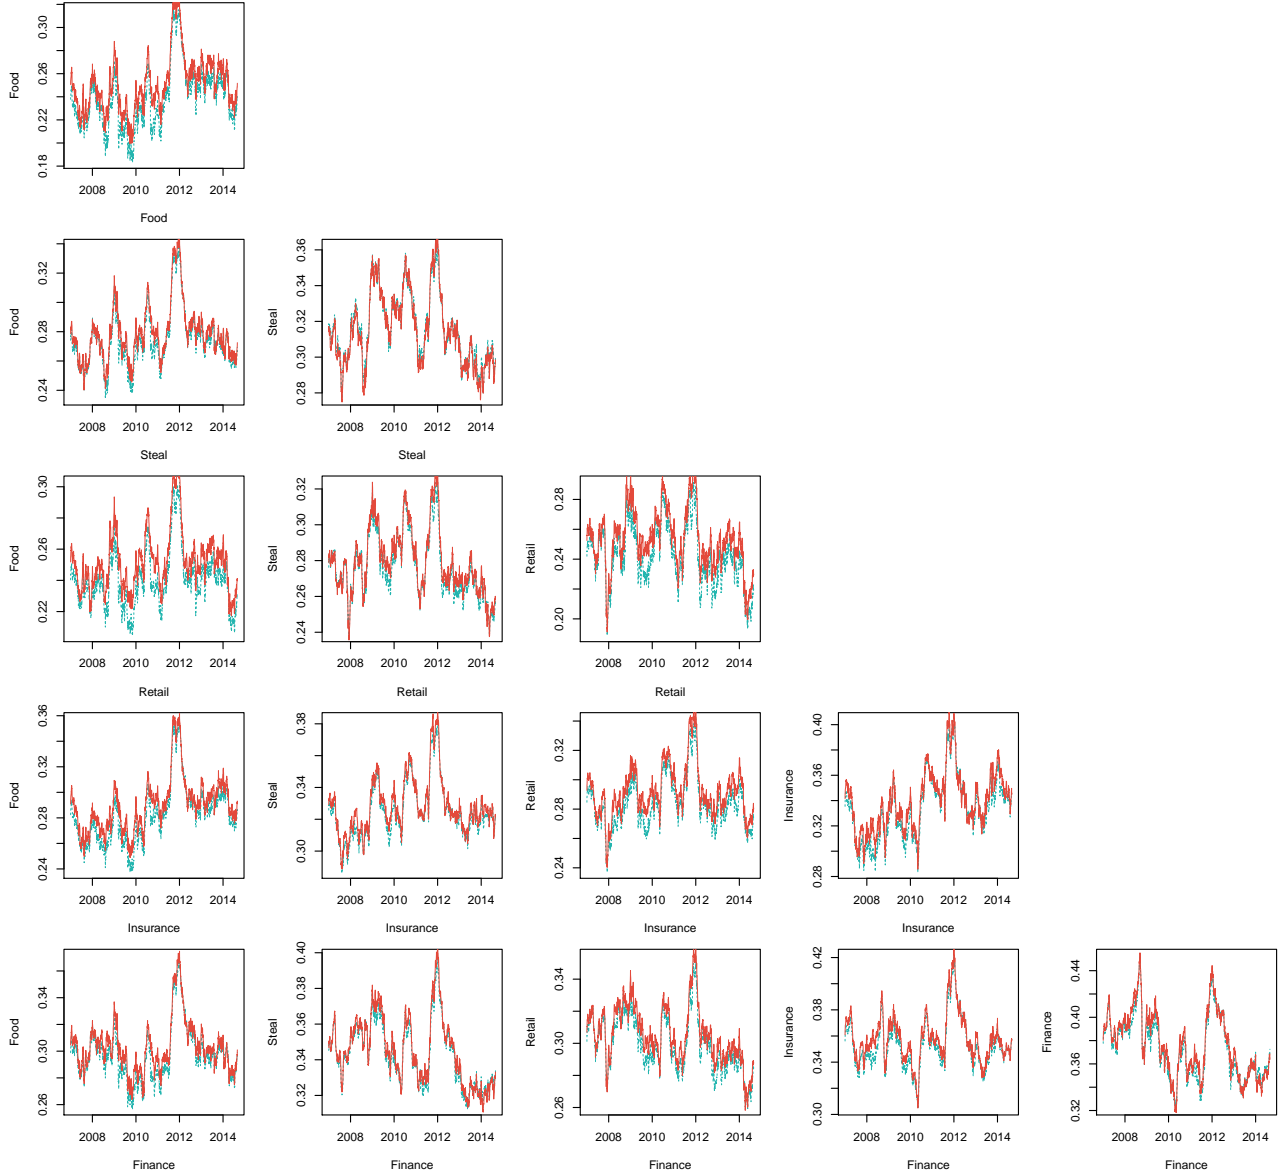 Food
0.18 0.22 0.26 0.30
2008 2010 2012 2014
Food
Food
0.24 0.28 0.32
2008 2010 2012 2014
Steal
Steal
0.28 0.30 0.32 0.34 0.36
2008 2010 2012 2014
Steal
Food
0.22 0.26 0.30
2008 2010 2012 2014
Retail
Steal
0.24 0.26 0.28 0.30 0.32
2008 2010 2012 2014
Retail
Retail
0.20 0.24 0.28
2008 2010 2012 2014
Retail
Food
0.24 0.28 0.32 0.36
2008 2010 2012 2014
Insurance
Steal
0.30 0.34 0.38
2008 2010 2012 2014
Insurance
Retail
0.24 0.28 0.32
2008 2010 2012 2014
Insurance
Insurance
0.28 0.32 0.36 0.40
2008 2010 2012 2014
Insurance
Food
0.26 0.30 0.34
2008 2010 2012 2014
Finance
Steal
0.32 0.34 0.36 0.38 0.40
2008 2010 2012 2014
Finance
Retail
0.26 0.30 0.34
2008 2010 2012 2014
Finance
Insurance
0.30 0.34 0.38 0.42
2008 2010 2012 2014
Finance
Finance
0.32 0.36 0.40 0.44
2008 2010 2012 2014
Finance